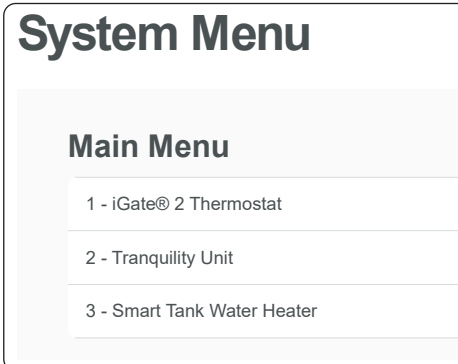 System Menu
Main Menu
1 - iGate® 2 Thermostat
2 - Tranquility Unit
3 - Smart Tank Water Heater